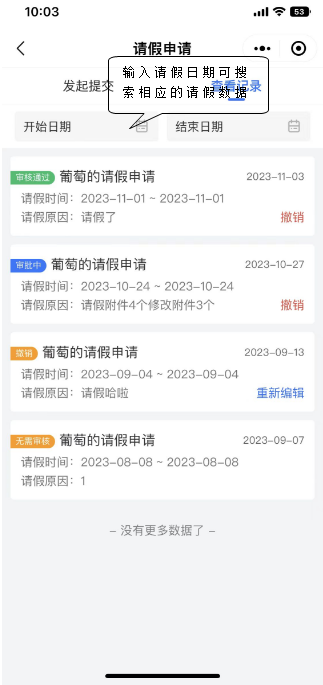 10:03
53
请假申请
发起提交
查看记录
输入请假日期可搜
索相应的请假数据
开始日期
结束日期
审核通过 葡萄的请假申请 2023-11-03
请假时间：2023-11-01 ~ 2023-11-01
请假原因：请假了 撤销
审批中 葡萄的请假申请 2023-10-27
请假时间：2023-10-24 ~ 2023-10-24
请假原因：请假附件4个修改附件3个 撤销
撤销 葡萄的请假申请 2023-09-13
请假时间：2023-09-04 ~ 2023-09-04
请假原因：请假哈啦 重新编辑
无需审核 葡萄的请假申请 2023-09-07
请假时间：2023-08-08 ~ 2023-08-08
请假原因：1
– 没有更多数据了 –